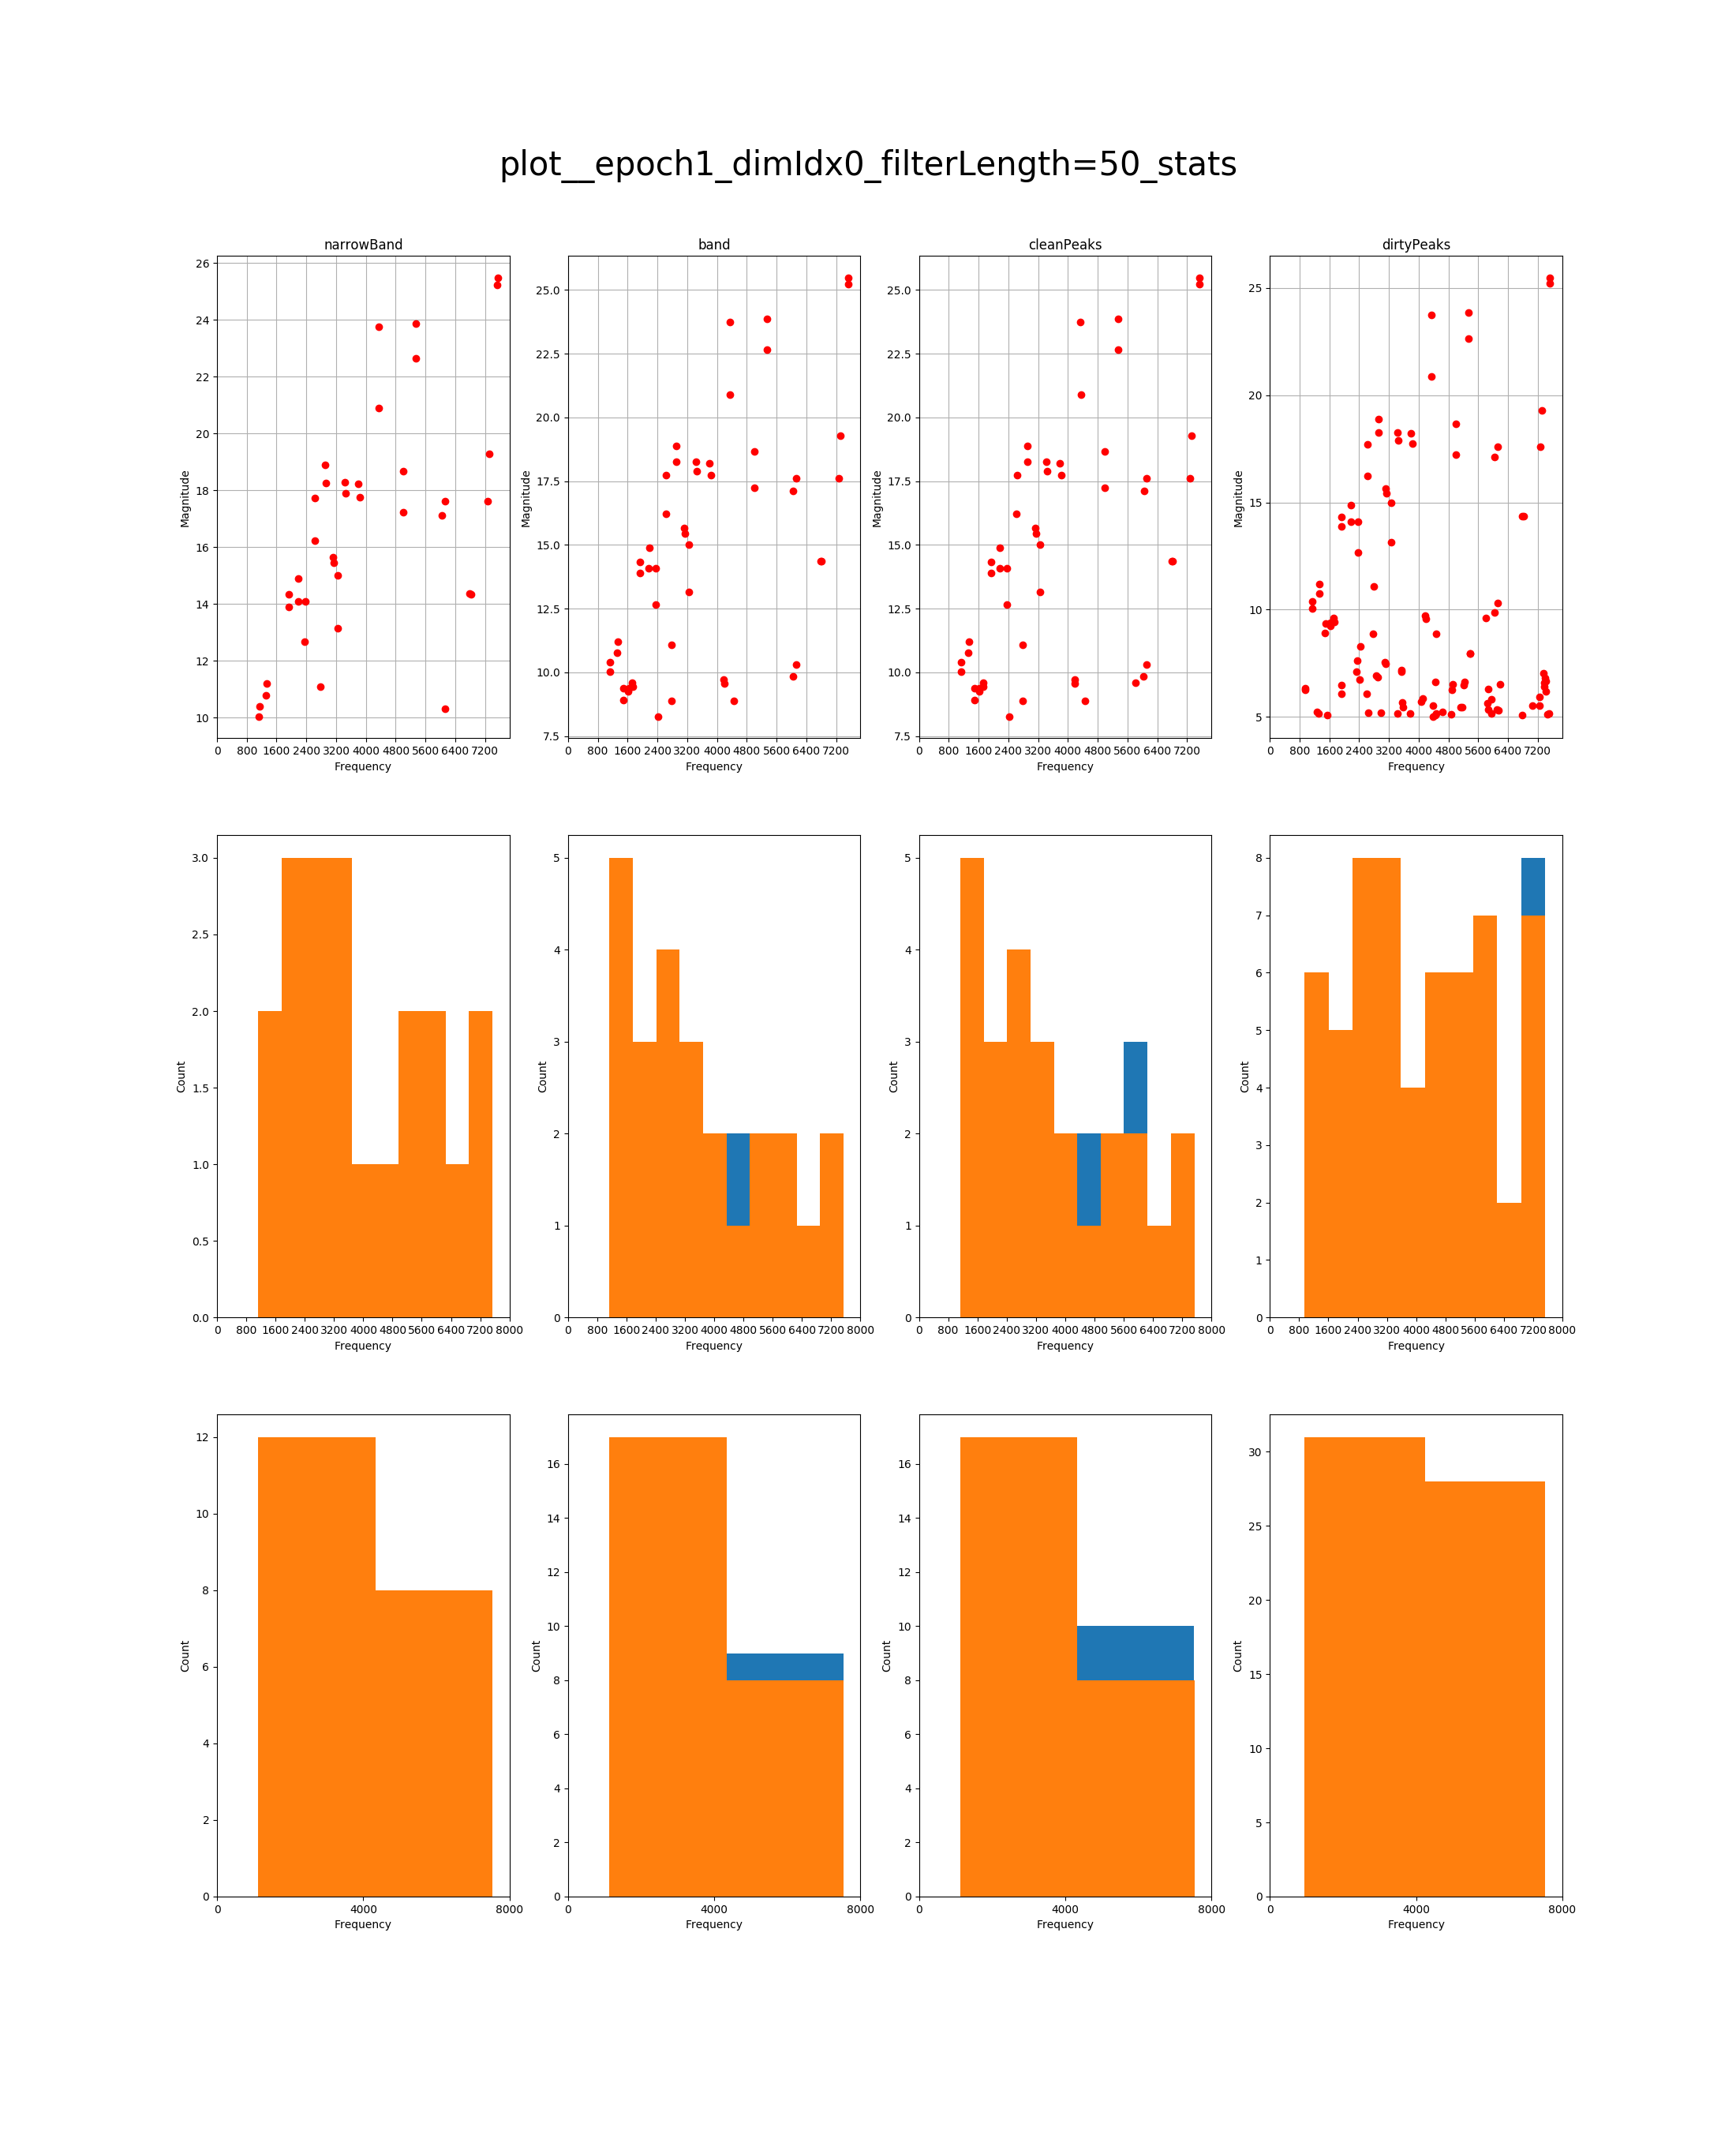 plot__epoch1_dimIdx0_filterLength=50_stats
narrowBand band cleanPeaks dirtyPeaks
26
24
22
20
18
16
14
12
10
Magnitude
0 800 1600 2400 3200 4000 4800 5600 6400 7200
Frequency
25.0
22.5
20.0
17.5
15.0
12.5
10.0
7.5
Magnitude
0 800 1600 2400 3200 4000 4800 5600 6400 7200
Frequency
25.0
22.5
20.0
17.5
15.0
12.5
10.0
7.5
Magnitude
0 800 1600 2400 3200 4000 4800 5600 6400 7200
Frequency
25
20
15
10
5
Magnitude
0 800 1600 2400 3200 4000 4800 5600 6400 7200
Frequency
3.0
2.5
2.0
1.5
1.0
0.5
0.0
Count
0 800 1600 2400 3200 4000 4800 5600 6400 7200 8000
Frequency
5
4
3
2
1
0
Count
0 800 1600 2400 3200 4000 4800 5600 6400 7200 8000
Frequency
5
4
3
2
1
0
Count
0 800 1600 2400 3200 4000 4800 5600 6400 7200 8000
Frequency
8
7
6
5
4
3
2
1
0
Count
0 800 1600 2400 3200 4000 4800 5600 6400 7200 8000
Frequency
12
10
8
6
4
2
0
Count
0 4000 8000
Frequency
16
14
12
10
8
6
4
2
0
Count
0 4000 8000
Frequency
16
14
12
10
8
6
4
2
0
Count
0 4000 8000
Frequency
30
25
20
15
10
5
0
Count
0 4000 8000
Frequency